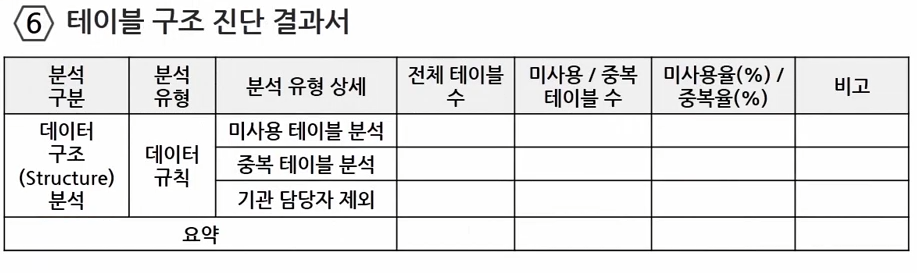 6 테이블 구조 진단 결과서
분석
구분
분석
유형
분석 유형 상세
전체 테이블
수
미사용 / 중복
테이블 수
미사용율(%) /
중복율(%)
비고
데이터
구조
(Structure)
분석
데이터
규칙
미사용 테이블 분석
중복 테이블 분석
기관 담당자 제외
요약